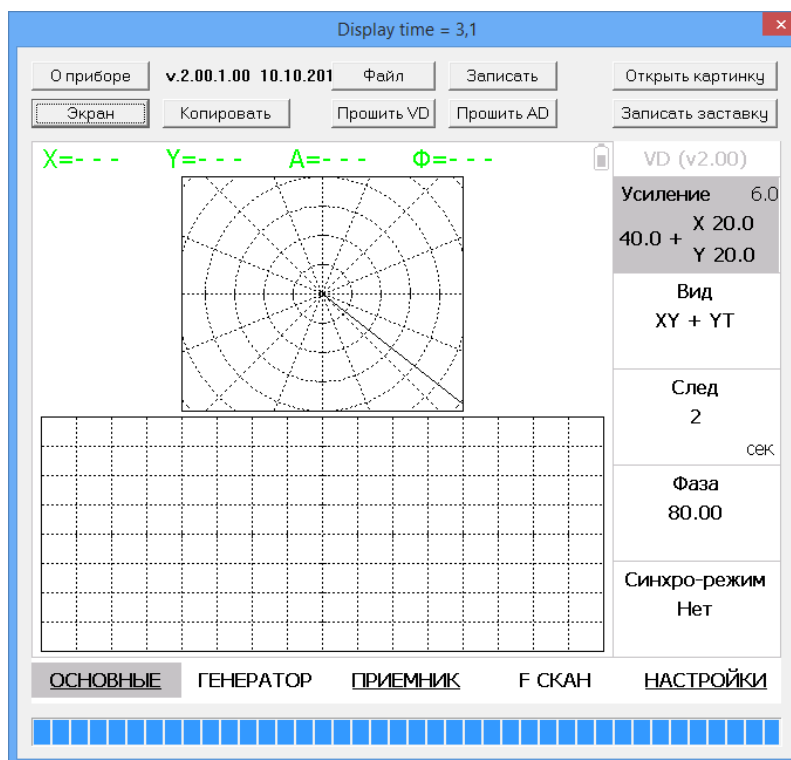 Display time = 3,1
О приборе v.2.00.1.00 10.10.201 Файл Записать Открыть картинку
Экран Копировать Прошить VD Прошить AD Записать заставку
X=- - - Y=- - - A=- - - Ф=- - - VD (v2.00)
Усиление 6.0
40.0 + X 20.0
Y 20.0
Вид
XY + YT
След
2
сек
Фаза
80.00
Синхро-режим
Нет
ОСНОВНЫЕ ГЕНЕРАТОР ПРИЕМНИК F СКАН НАСТРОЙКИ